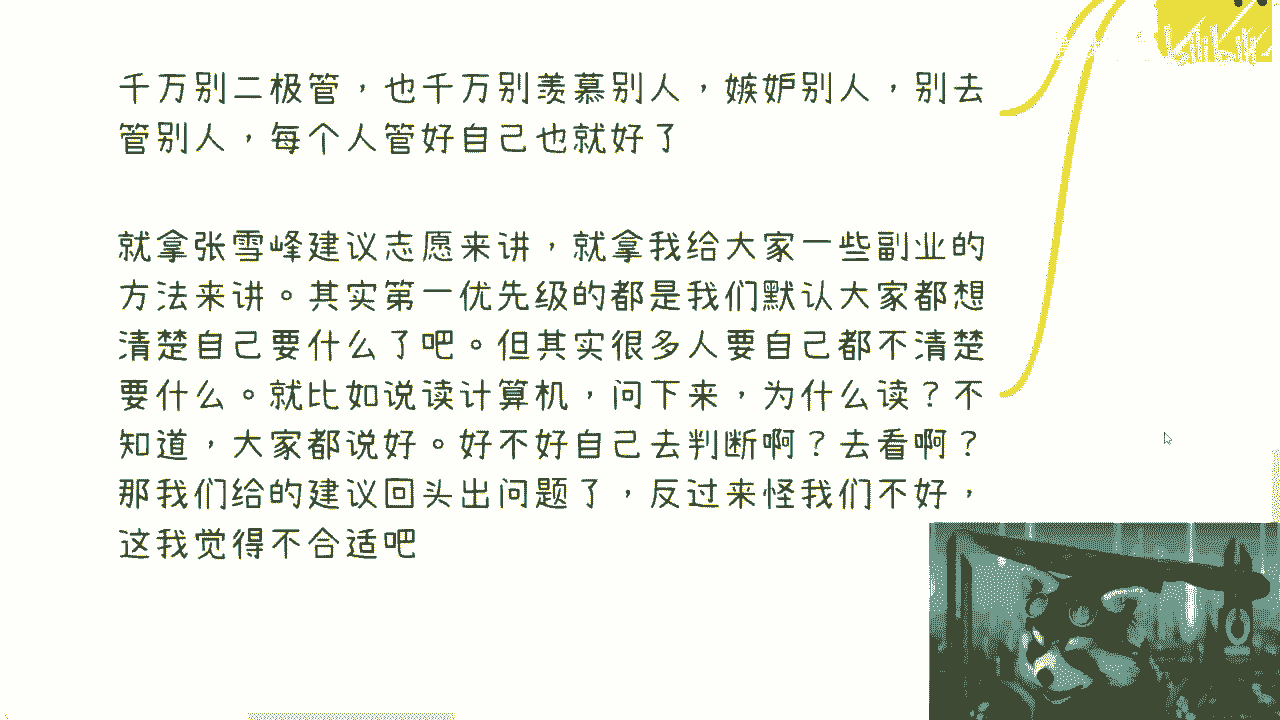 千万别二极管，也千万别羡慕别人，嫉妒别人，别去
管别人，每个人管好自己也就好了
就拿张雪峰建议志愿来讲，就拿我给大家一些副业的
方法来讲。其实第一优先级的都是我们默认大家都想
清楚自己要什么了吧。但其实很多人要自己都不清楚
要什么。就比如说读计算机，问下来，为什么读？不
知道，大家都说好。好不好自己去判断啊？去看啊？
那我们给的建议回头出问题了，反过来怪我们不好，
这我觉得不合适吧